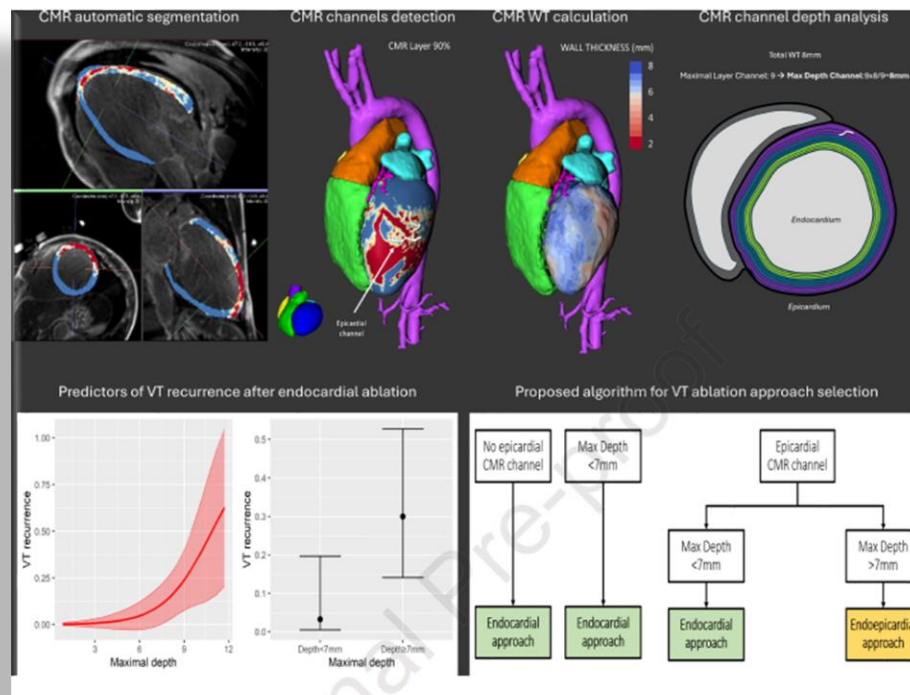 CMR automatic segmentation
CMR channels detection
CMR WT calculation
CMR channel depth analysis
CMR Layer 90%
Epicardial
channel
WALL THICKNESS (mm)
8
6
4
2
Total WT 8mm
Maximal Layer Channel: 9 → Max Depth Channel:9x8/9=8mm
Endocardium
Epicardium
Predictors of VT recurrence after endocardial ablation
VT recurrence
1.00
0.75
0.50
0.25
0.00
3
6
9
12
Maximal depth
VT recurrence
0.5
0.4
0.3
0.2
0.1
0.0
Depth<7mm
Depth≥7mm
Maximal depth
Proposed algorithm for VT ablation approach selection
No epicardial
CMR channel
Max Depth
<7mm
Epicardial
CMR channel
Max Depth
<7mm
Max Depth
>7mm
Endocardial
approach
Endocardial
approach
Endocardial
approach
Endoepicardial
approach
nal Pre-proof